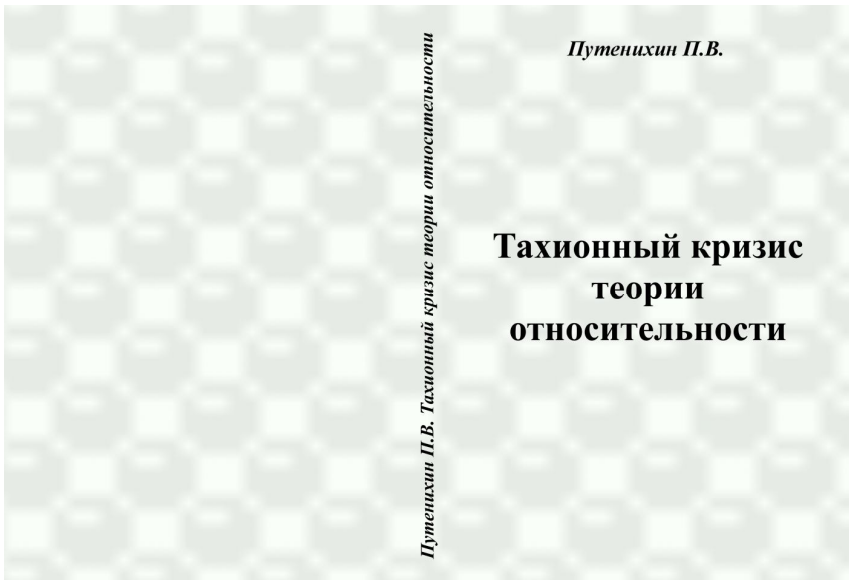 Путенихин П.В. Тахионный кризис теории относительности
Путенихин П.В.
Тахионный кризис
теории
относительности